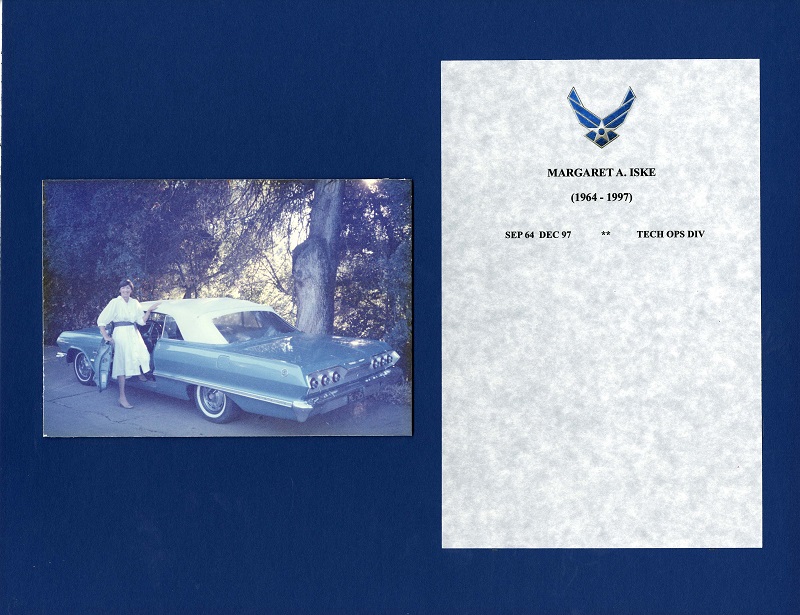 MARGARET A. ISKE
(1964 - 1997)
SEP 64 DEC 97 ** TECH OPS DIV